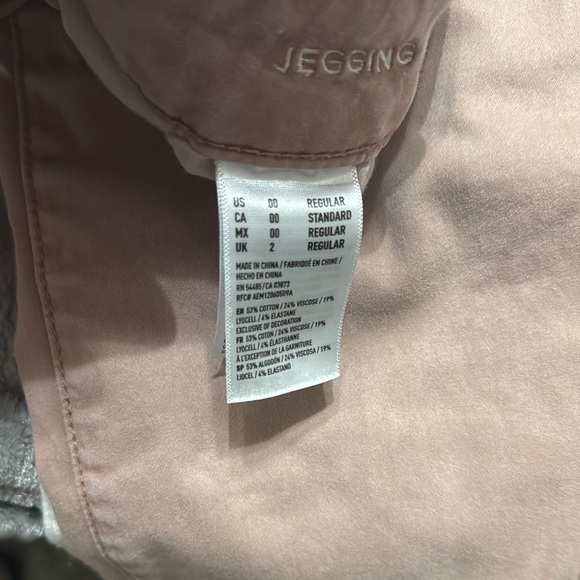 JEGGING
US 00 REGULAR
CA 00 STANDARD
MX 00 REGULAR
UK 2 REGULAR
MADE IN CHINA / FABRIQUÉ EN CHINE /
HECHO EN CHINA
RN 54485/CA 03873
RFC# AEM120605U9A
EN 53% COTTON / 24% VISCOSE / 19%
LYOCELL / 4% ELASTANE
EXCLUSIVE OF DECORATION
FR 53% COTON / 24% VISCOSE / 19%
LYOCELL / 4% ÉLASTHANNE
À L'EXCEPTION DE LA GARNITURE
SP 53% ALGODÓN / 24% VISCOSA / 19%
LIOCEL / 4% ELASTANO